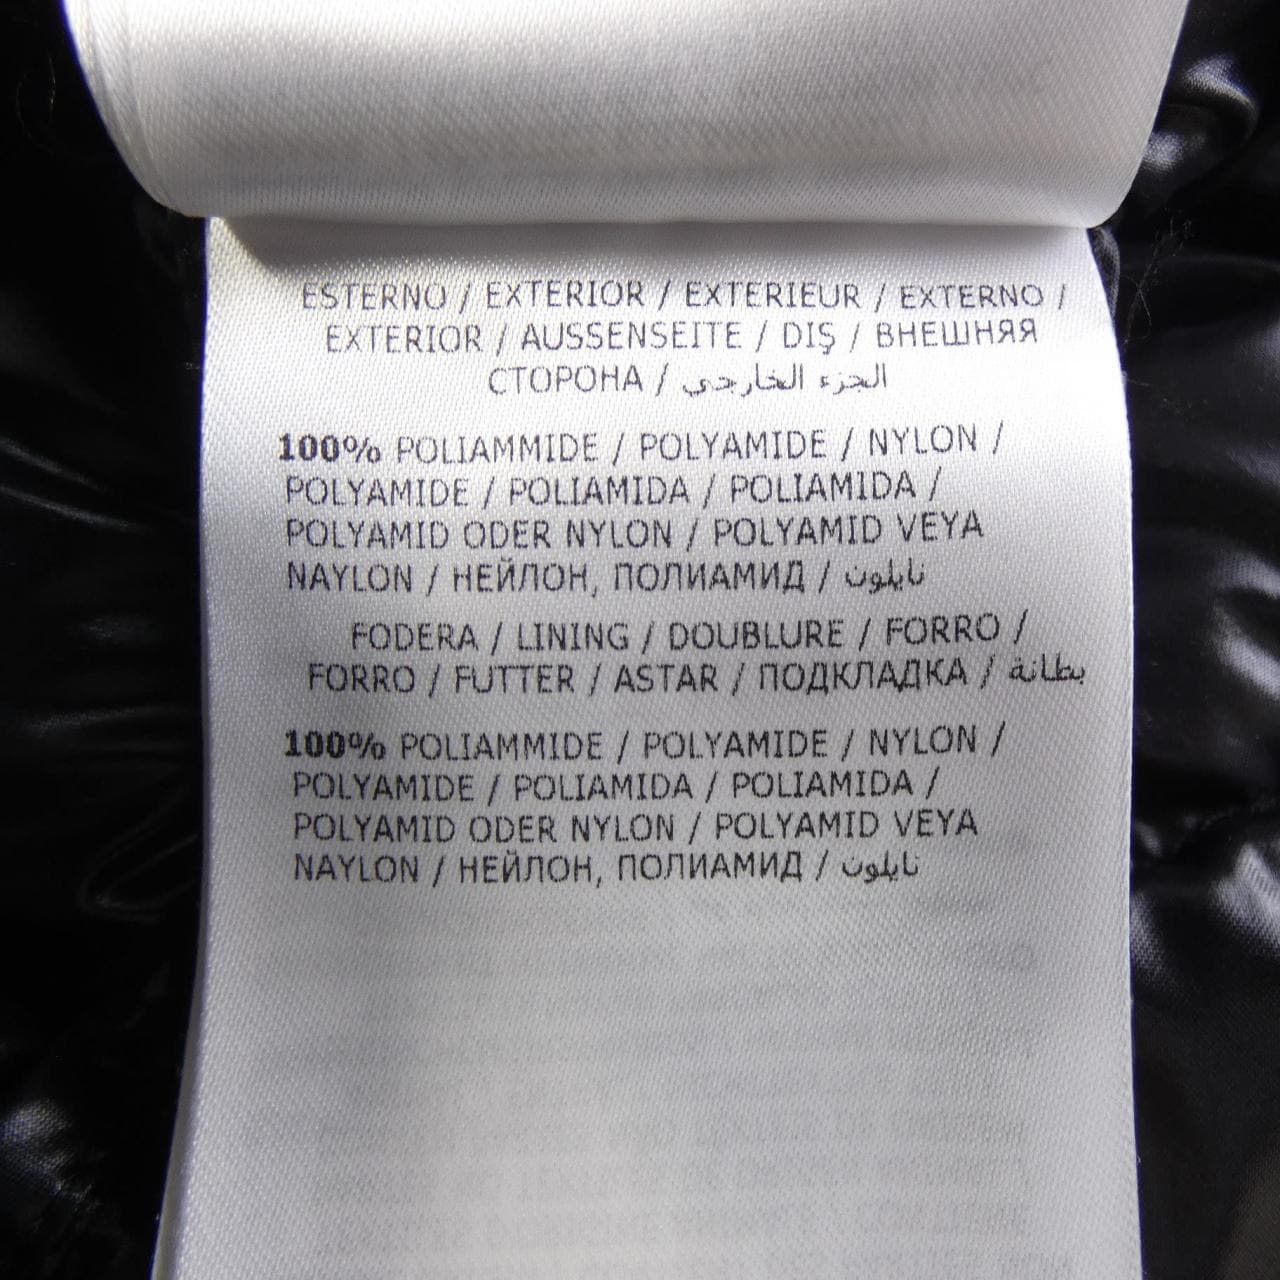 ESTERNO / EXTERIOR / EXTERIEUR / EXTERNO /
EXTERIOR / AUSSENSEITE / DIŞ / ВНЕШНЯЯ
СТОРОНА / الجزء الخارجي
100% POLIAMMIDE / POLYAMIDE / NYLON /
POLYAMIDE / POLIAMIDA / POLIAMIDA /
POLYAMID ODER NYLON / POLYAMID VEYA
NAYLON / НЕЙЛОН, ПОЛИАМИД / نايلون
FODERA / LINING / DOUBLURE / FORRO /
FORRO / FUTTER / ASTAR / ПОДКЛАДКА / بطانة
100% POLIAMMIDE / POLYAMIDE / NYLON /
POLYAMIDE / POLIAMIDA / POLIAMIDA /
POLYAMID ODER NYLON / POLYAMID VEYA
NAYLON / НЕЙЛОН, ПОЛИАМИД / نايلون